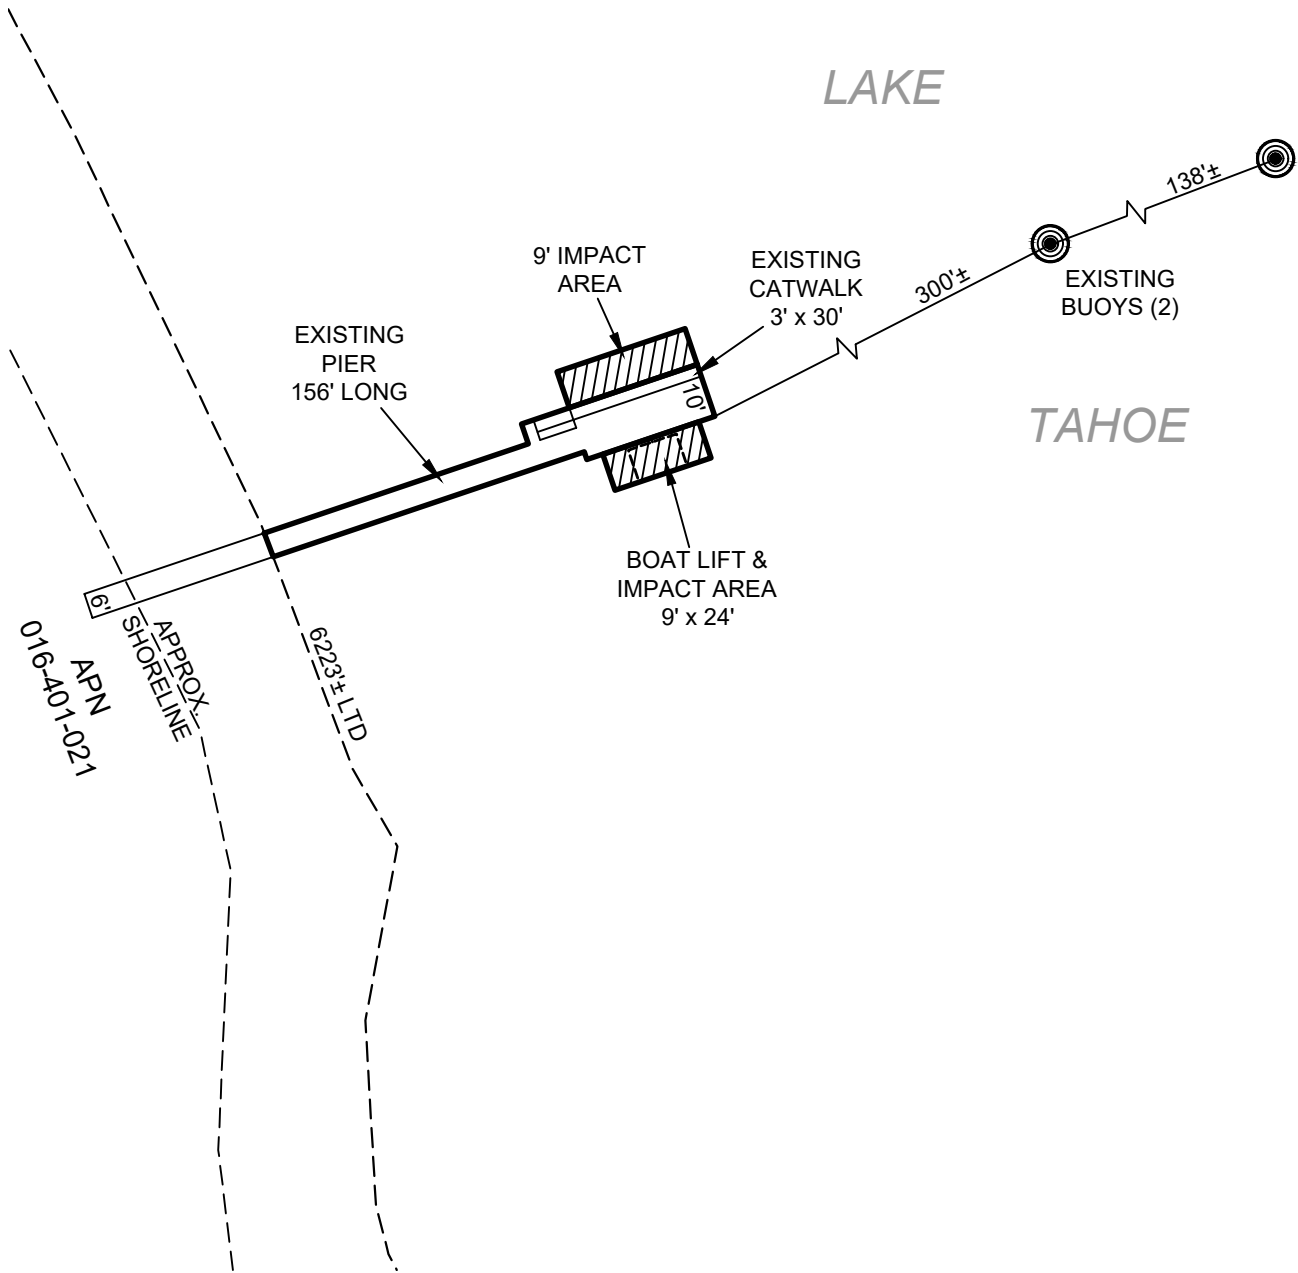 LAKE
138'±
9' IMPACT
AREA
EXISTING
CATWALK
3' x 30'
300'±
EXISTING
BUOYS (2)
EXISTING
PIER
156' LONG
10'
TAHOE
BOAT LIFT &
IMPACT AREA
9' x 24'
6'
APPROX.
SHORELINE
6223'± LTD
APN
016-401-021